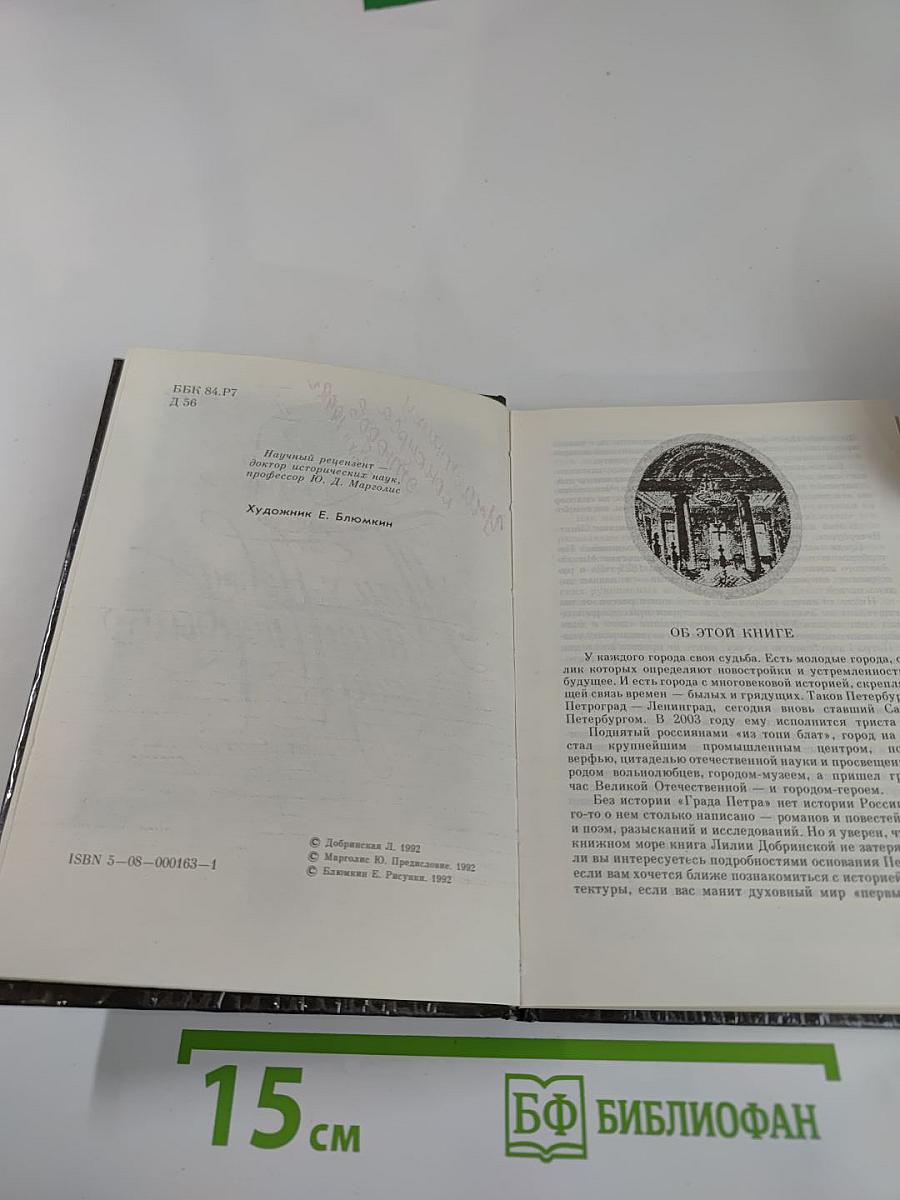 ББК 84.Р7
Д 56
Научный рецензент —
доктор исторических наук,
профессор Ю. Д. Марголис
Художник Е. Блюмкин
ISBN 5—08—000163—1
© Добринская Л. 1992
© Марголис Ю. Предисловие. 1992
© Блюмкин Е. Рисунки. 1992
ОБ ЭТОЙ КНИГЕ
У каждого города своя судьба. Есть молодые города, о
лик которых определяют новостройки и устремленность
будущее. И есть города с многовековой историей, скрепля
щей связь времен — былых и грядущих. Таков Петербур
Петроград — Ленинград, сегодня вновь ставший Са
Петербургом. В 2003 году ему исполнится триста
Поднятый россиянами «из топи блат», город на
стал крупнейшим промышленным центром, по
верфью, цитаделью отечественной науки и просвещен
родом вольнолюбцев, городом-музеем, а пришел гр
час Великой Отечественной — и городом-героем.
Без истории «Града Петра» нет истории Росси
го-то о нем столько написано — романов и повестей
и поэм, разысканий и исследований. Но я уверен, чт
книжном море книга Лилии Добринской не затеря
ли вы интересуетесь подробностями основания Пе
если вам хочется ближе познакомиться с историей
тектуры, если вас манит духовный мир «первы
15 см
БФ БИБЛИОФАН